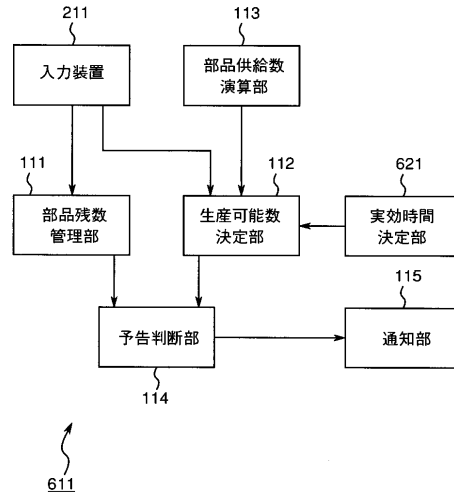 211
入力装置
113
部品供給数
演算部
111
部品残数
管理部
112
生産可能数
決定部
621
実効時間
決定部
予告判断部
114
115
通知部
611